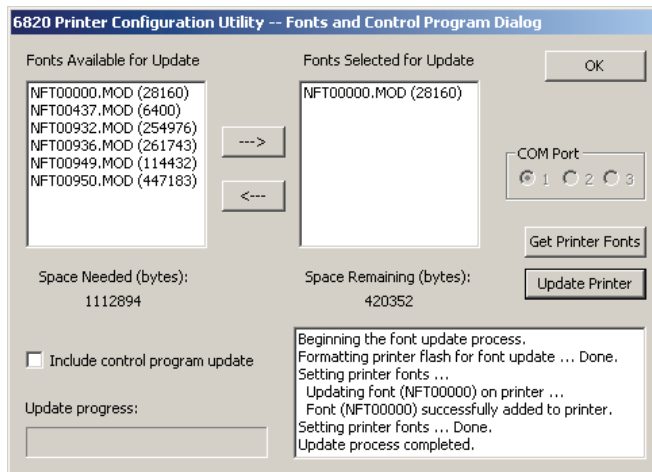 6820 Printer Configuration Utility -- Fonts and Control Program Dialog
Fonts Available for Update
NFT00000.MOD (28160)
NFT00437.MOD (6400)
NFT00932.MOD (254976)
NFT00936.MOD (261743)
NFT00949.MOD (114432)
NFT00950.MOD (447183)
--->
<---
Fonts Selected for Update
NFT00000.MOD (28160)
OK
COM Port
1 2 3
Get Printer Fonts
Update Printer
Space Needed (bytes):
1112894
Space Remaining (bytes):
420352
Include control program update
Update progress:
Beginning the font update process.
Formatting printer flash for font update ... Done.
Setting printer fonts ...
Updating font (NFT00000) on printer ...
Font (NFT00000) successfully added to printer.
Setting printer fonts ... Done.
Update process completed.